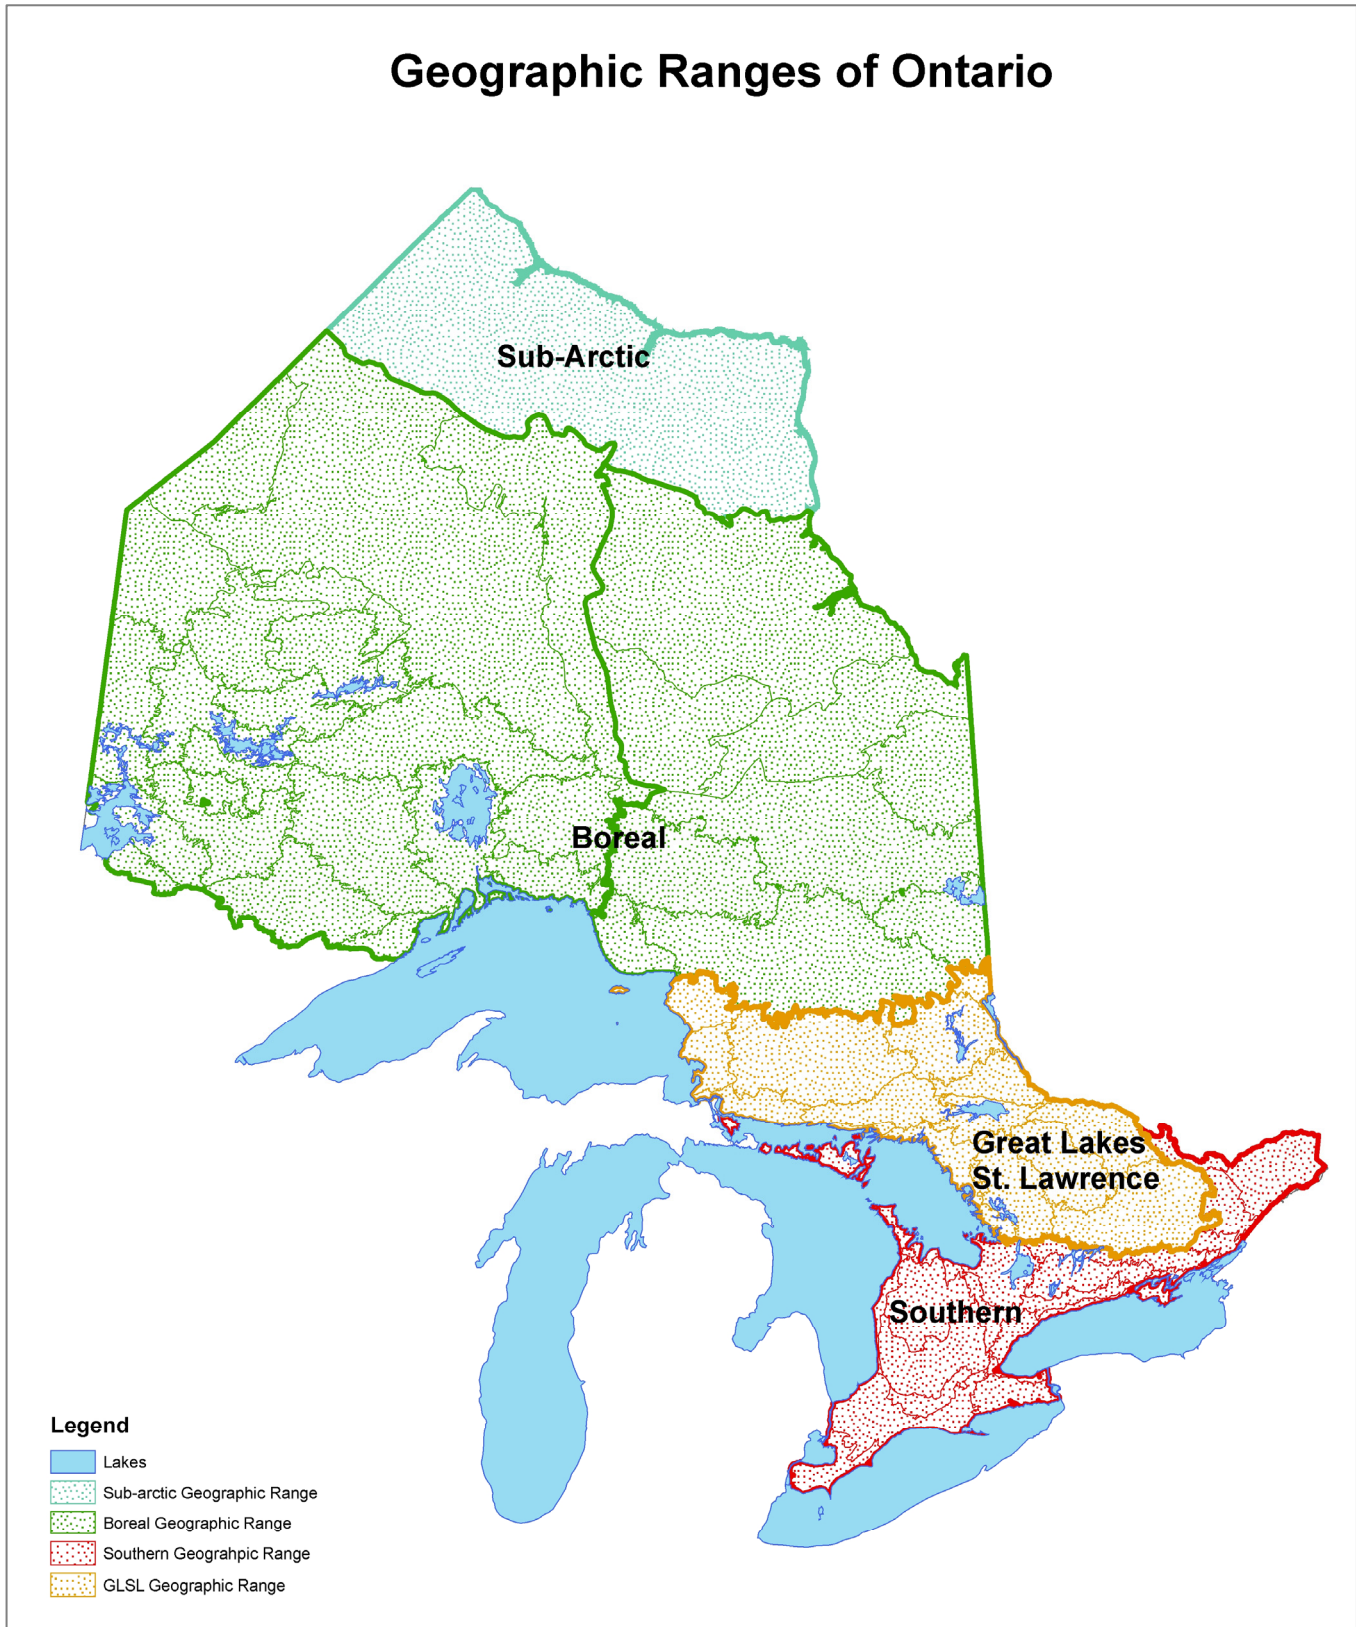 Geographic Ranges of Ontario
Sub-Arctic
Boreal
Great Lakes
St. Lawrence
Southern
Legend
Lakes
Sub-arctic Geographic Range
Boreal Geographic Range
Southern Geograhpic Range
GLSL Geographic Range